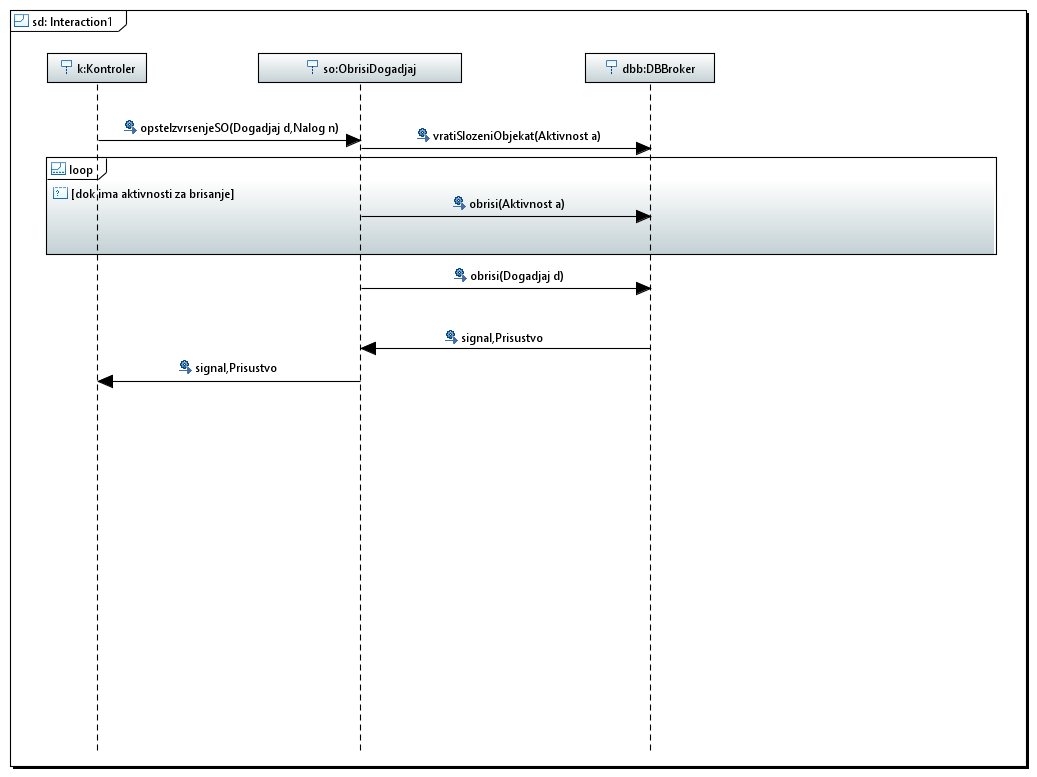 sd: Interaction1
k:Kontroler
so:ObrisiDogadjaj
dbb:DBBroker
opsteIzvrsenjeSO(Dogadjaj d,Nalog n)
vratiSlozeniObjekat(Aktivnost a)
loop
[dok ima aktivnosti za brisanje]
obrisi(Aktivnost a)
obrisi(Dogadjaj d)
signal,Prisustvo
signal,Prisustvo